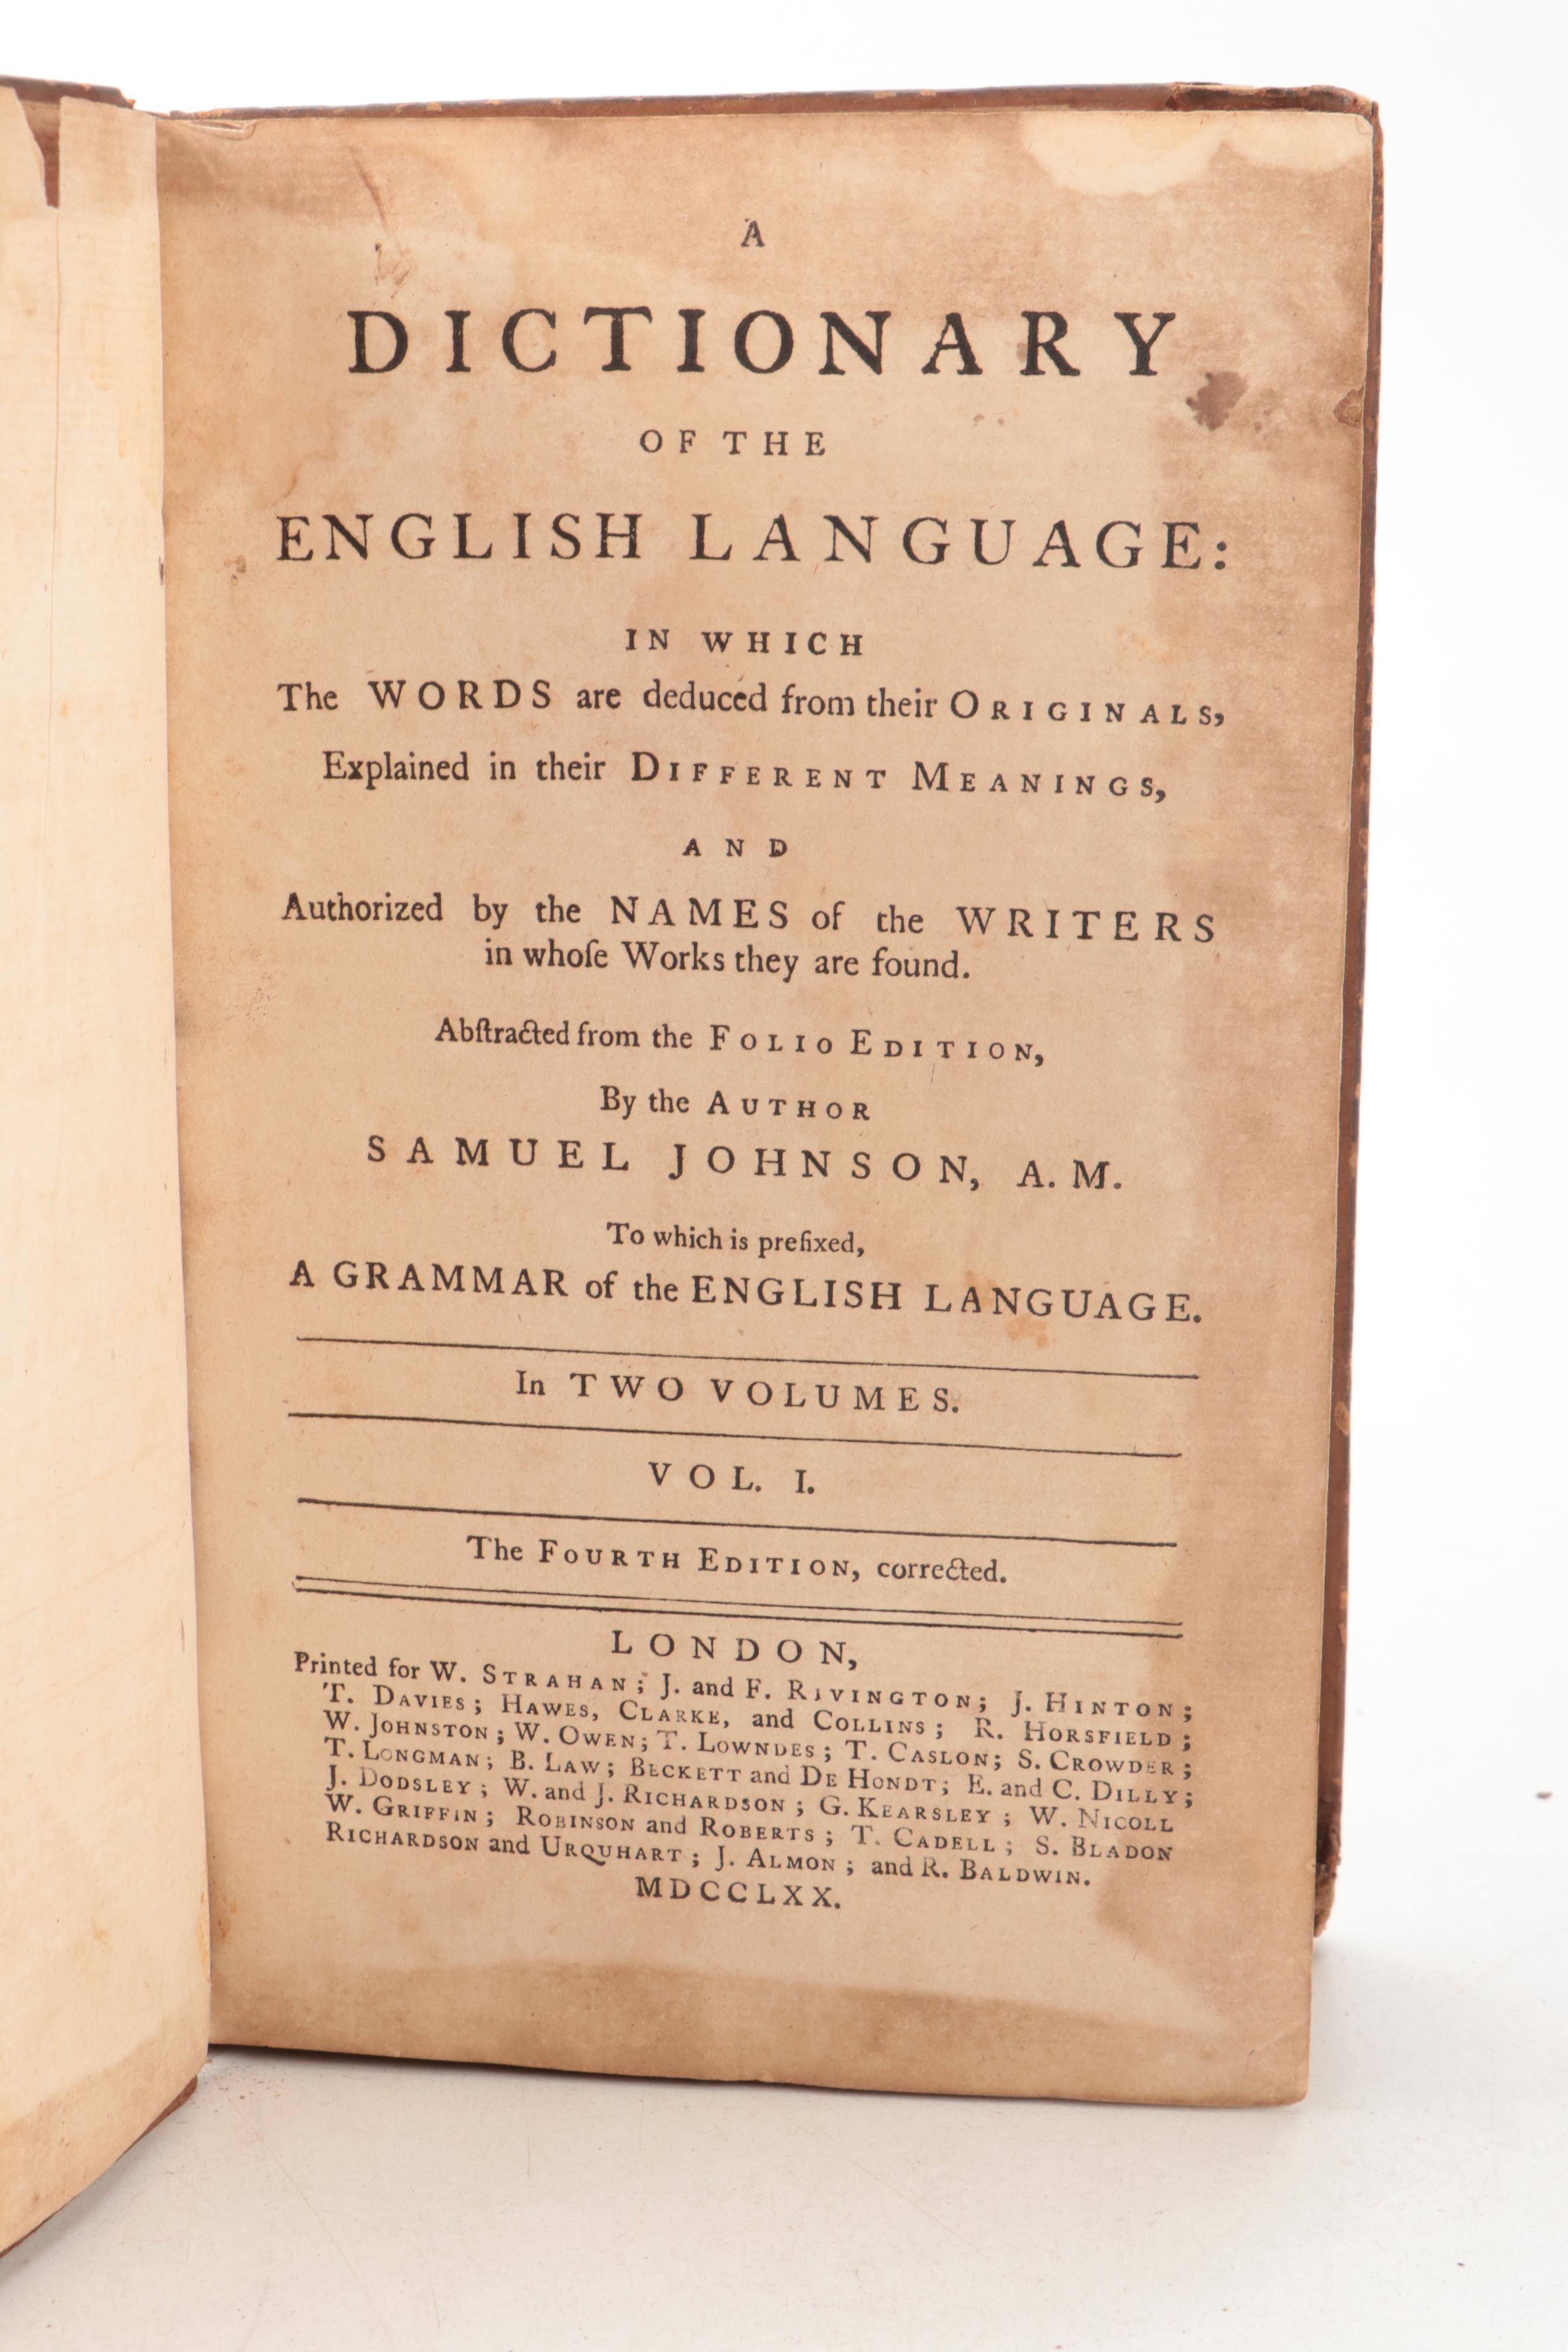 A
DICTIONARY
OF THE
ENGLISH LANGUAGE:
IN WHICH
The WORDS are deduced from their ORIGINALS,
Explained in their DIFFERENT MEANINGS,
AND
Authorized by the NAMES of the WRITERS
in whoſe Works they are found.
Abſtracted from the FOLIO EDITION,
By the AUTHOR
SAMUEL JOHNSON, A. M.
To which is prefixed,
A GRAMMAR of the ENGLISH LANGUAGE.
In TWO VOLUMES.
VOL. I.
The FOURTH EDITION, corrected.
LONDON,
Printed for W. STRAHAN; J. and F. RIVINGTON; J. HINTON;
T. DAVIES; HAWES, CLARKE, and COLLINS; R. HORSFIELD;
W. JOHNSTON; W. OWEN; T. LOWNDES; T. CASLON; S. CROWDER;
T. LONGMAN; B. LAW; BECKETT and DE HONDT; E. and C. DILLY;
J. DODSLEY; W. and J. RICHARDSON; G. KEARSLEY; W. NICOLL
W. GRIFFIN; ROBINSON and ROBERTS; T. CADELL; S. BLADON
RICHARDSON and URQUHART; J. ALMON; and R. BALDWIN.
MDCCLXX.